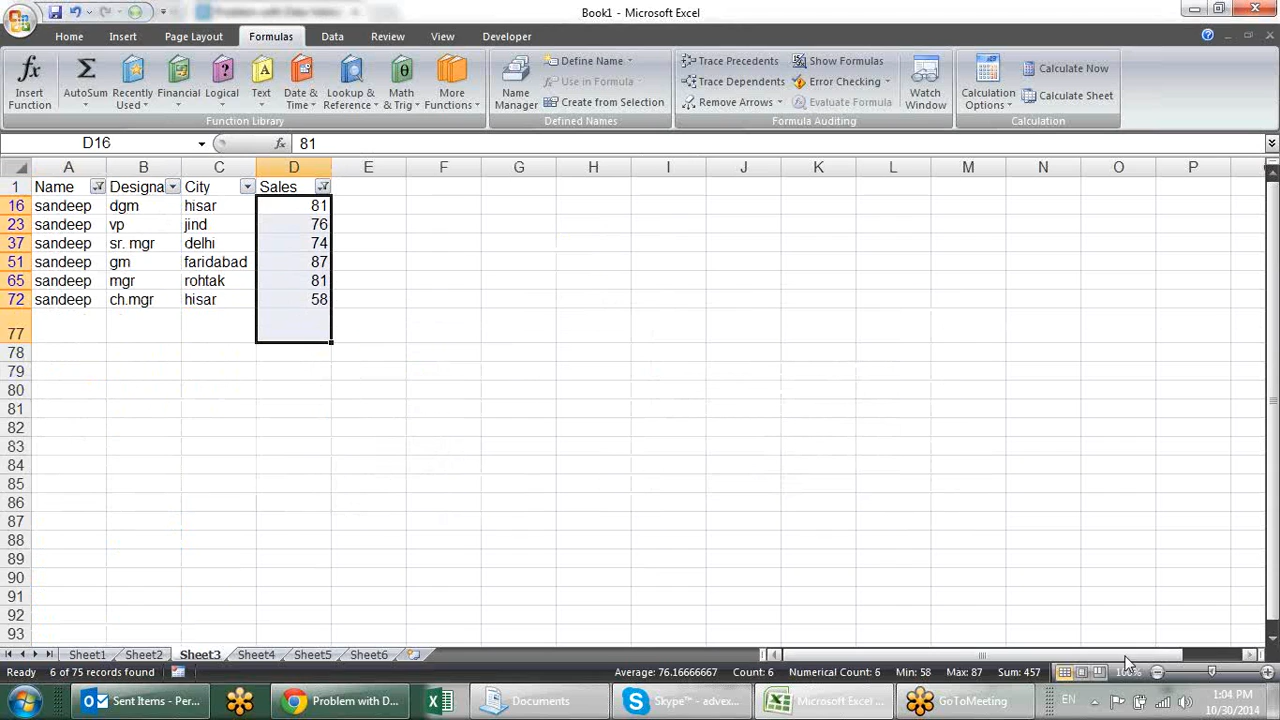 Book1 - Microsoft Excel
Home Insert Page Layout Formulas Data Review View Developer
Insert Function
AutoSum
Recently Used
Financial
Logical
Text
Date & Time
Lookup & Reference
Math & Trig
More Functions
Function Library
Name Manager
Define Name
Use in Formula
Create from Selection
Defined Names
Trace Precedents
Trace Dependents
Remove Arrows
Show Formulas
Error Checking
Evaluate Formula
Formula Auditing
Watch Window
Calculation Options
Calculate Now
Calculate Sheet
Calculation
D16 fx 81
A B C D E F G H I J K L M N O P
1 Name Designa City Sales
16 sandeep dgm hisar 81
23 sandeep vp jind 76
37 sandeep sr. mgr delhi 74
51 sandeep gm faridabad 87
65 sandeep mgr rohtak 81
72 sandeep ch.mgr hisar 58
77
78
79
80
81
82
83
84
85
86
87
88
89
90
91
92
93
Sheet1 Sheet2 Sheet3 Sheet4 Sheet5 Sheet6
Ready 6 of 75 records found Average: 76.16666667 Count: 6 Numerical Count: 6 Min: 58 Max: 87 Sum: 457 100%
Sent Items - Per... Problem with Dat... Documents Skype™ - advex... Microsoft Excel ... GoToMeeting EN 1:04 PM
10/30/2014